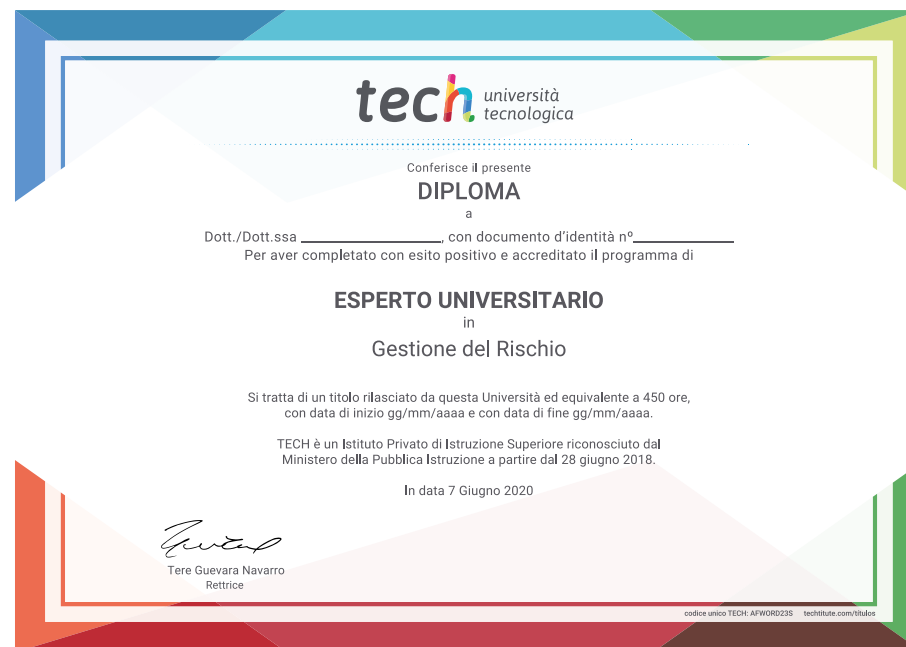 tech università
tecnologica
Conferisce il presente
DIPLOMA
a
Dott./Dott.ssa ____________________, con documento d'identità nº______________
Per aver completato con esito positivo e accreditato il programma di
ESPERTO UNIVERSITARIO
in
Gestione del Rischio
Si tratta di un titolo rilasciato da questa Università ed equivalente a 450 ore,
con data di inizio gg/mm/aaaa e con data di fine gg/mm/aaaa.
TECH è un Istituto Privato di Istruzione Superiore riconosciuto dal
Ministero della Pubblica Istruzione a partire dal 28 giugno 2018.
In data 7 Giugno 2020
Tere Guevara Navarro
Rettrice
codice unico TECH: AFWORD23S techtitute.com/titulos